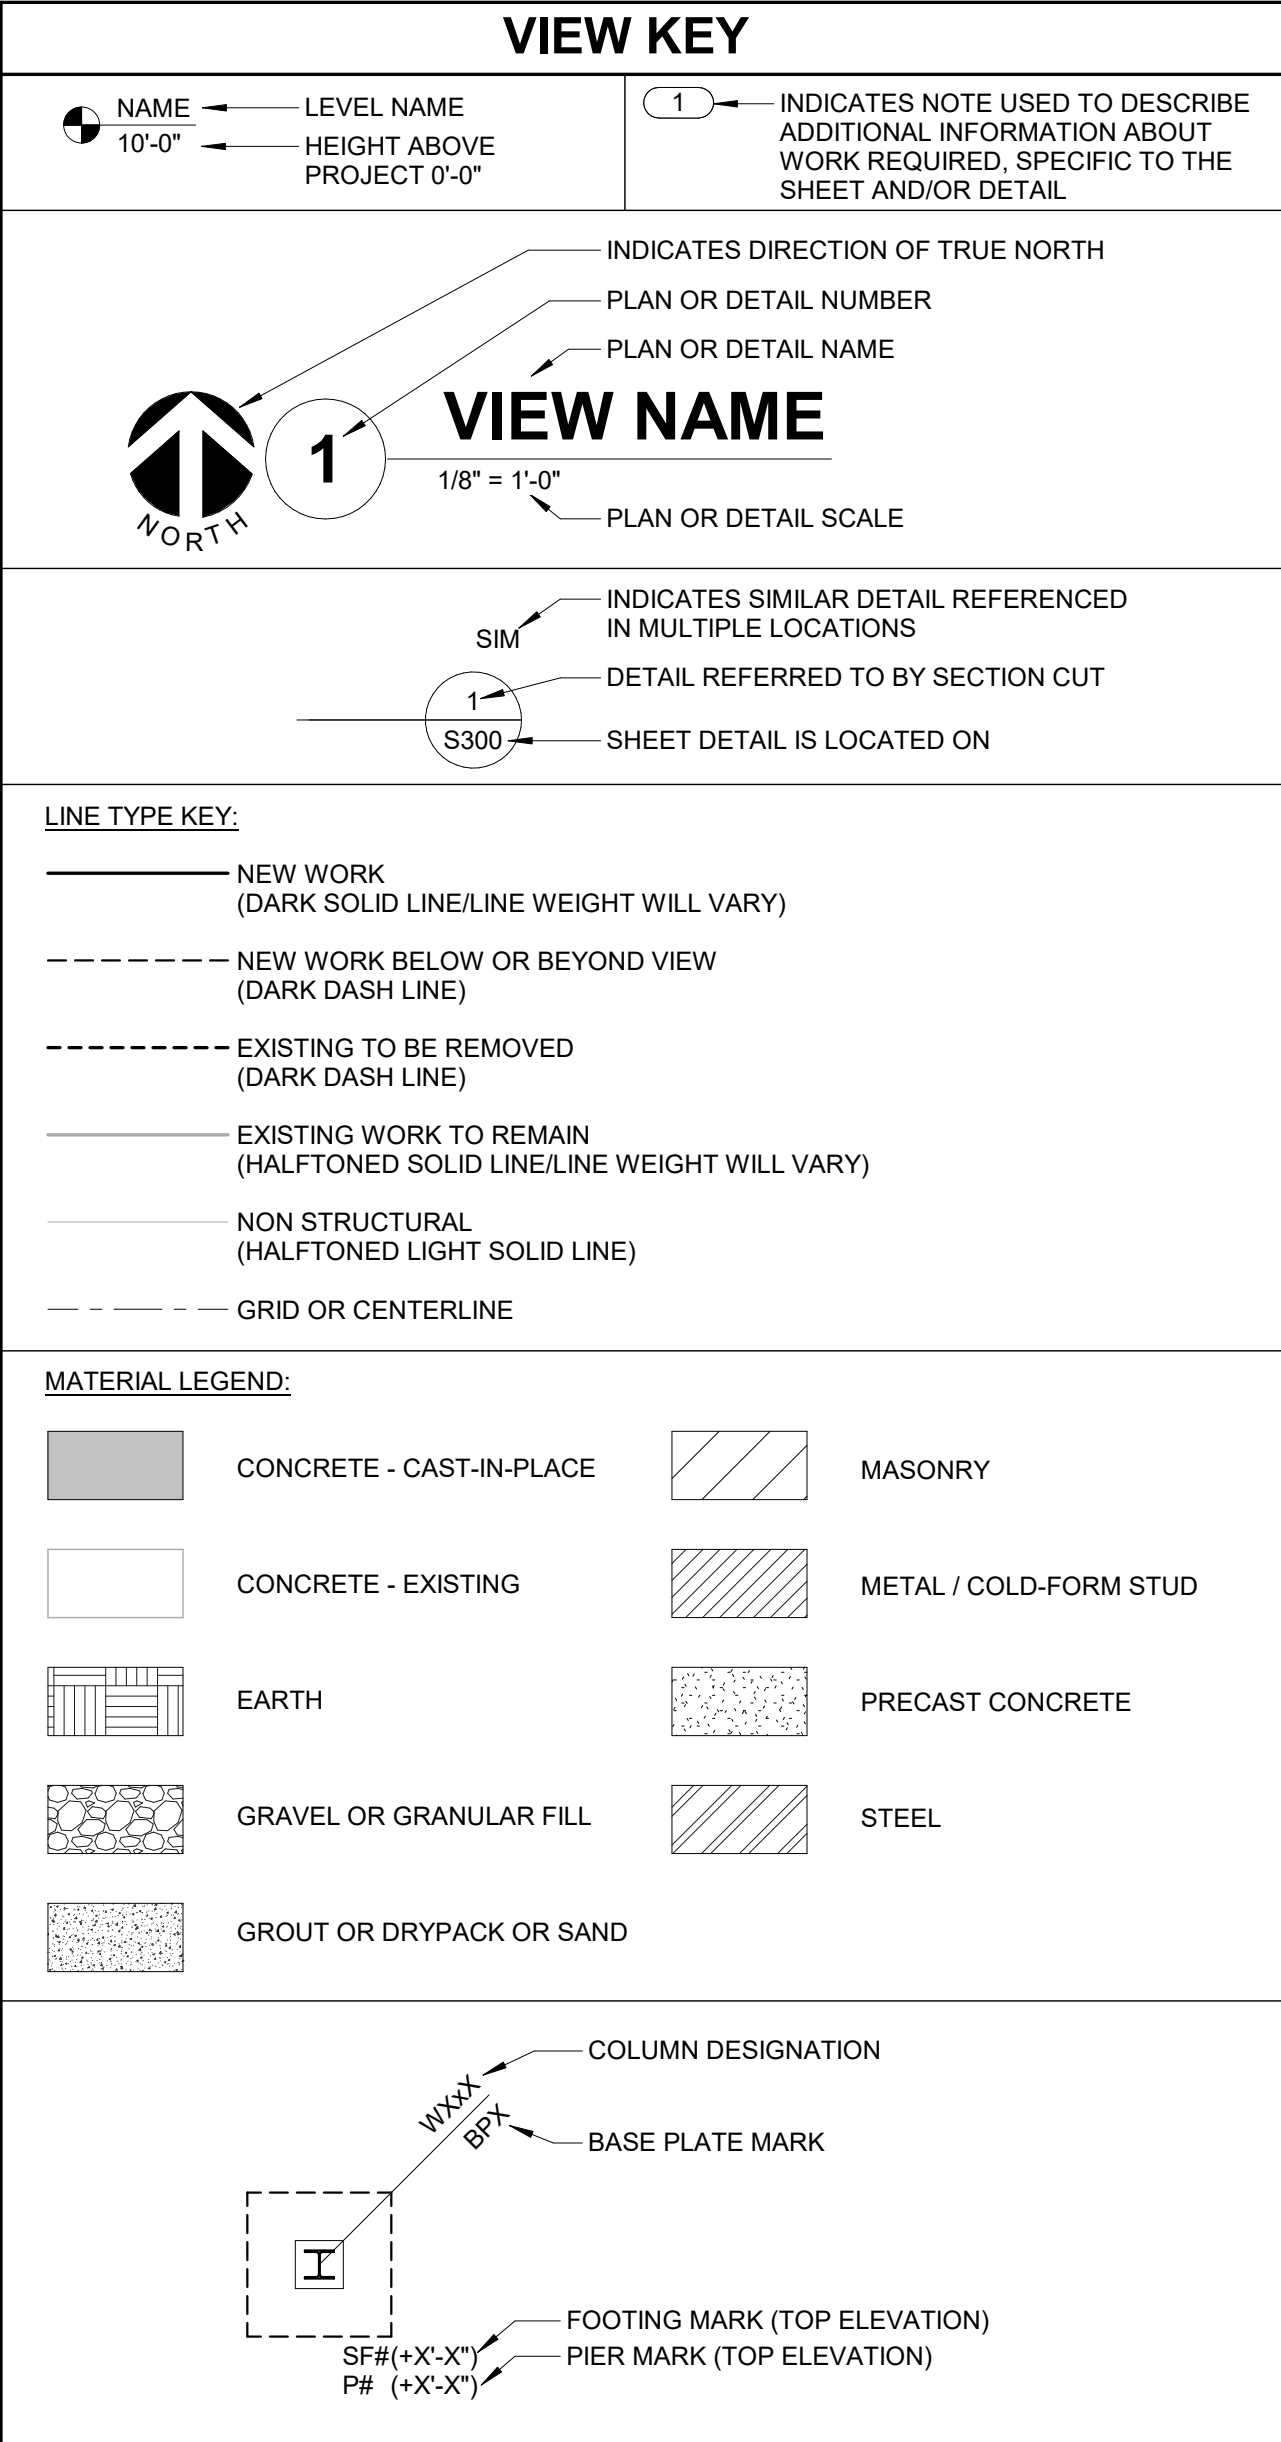 VIEW KEY
NAME
LEVEL NAME
10'-0"
HEIGHT ABOVE
PROJECT 0'-0"
1
INDICATES NOTE USED TO DESCRIBE
ADDITIONAL INFORMATION ABOUT
WORK REQUIRED, SPECIFIC TO THE
SHEET AND/OR DETAIL
INDICATES DIRECTION OF TRUE NORTH
PLAN OR DETAIL NUMBER
PLAN OR DETAIL NAME
NORTH
1
VIEW NAME
1/8" = 1'-0"
PLAN OR DETAIL SCALE
INDICATES SIMILAR DETAIL REFERENCED
IN MULTIPLE LOCATIONS
SIM
DETAIL REFERRED TO BY SECTION CUT
1
S300
SHEET DETAIL IS LOCATED ON
LINE TYPE KEY:
NEW WORK
(DARK SOLID LINE/LINE WEIGHT WILL VARY)
NEW WORK BELOW OR BEYOND VIEW
(DARK DASH LINE)
EXISTING TO BE REMOVED
(DARK DASH LINE)
EXISTING WORK TO REMAIN
(HALFTONED SOLID LINE/LINE WEIGHT WILL VARY)
NON STRUCTURAL
(HALFTONED LIGHT SOLID LINE)
GRID OR CENTERLINE
MATERIAL LEGEND:
CONCRETE - CAST-IN-PLACE
MASONRY
CONCRETE - EXISTING
METAL / COLD-FORM STUD
EARTH
PRECAST CONCRETE
GRAVEL OR GRANULAR FILL
STEEL
GROUT OR DRYPACK OR SAND
COLUMN DESIGNATION
WXxX
BPX
BASE PLATE MARK
FOOTING MARK (TOP ELEVATION)
SF#(+X'-X")
PIER MARK (TOP ELEVATION)
P# (+X'-X")